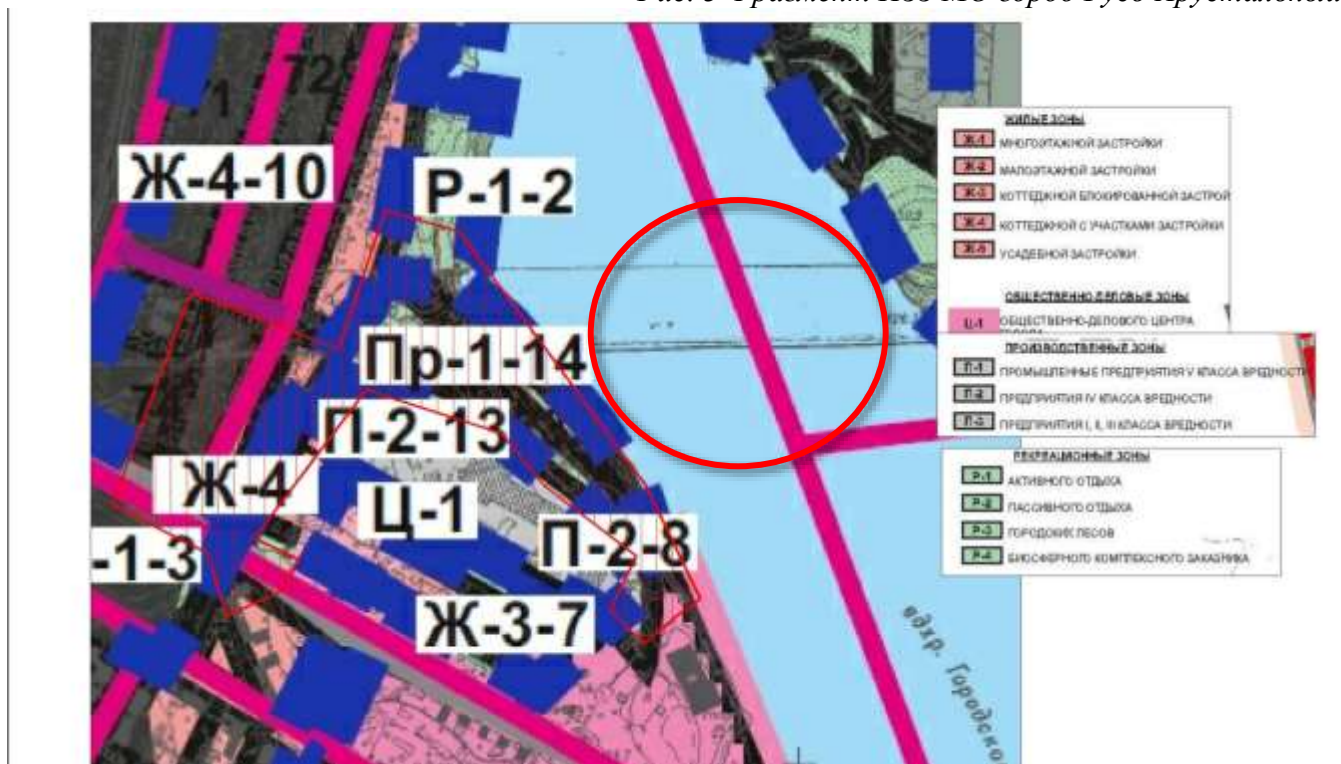 Ж-4-10
Р-1-2
Пр-1-14
П-2-13
Ж-4
Ц-1
П-2-8
-1-3
Ж-3-7
72
вдхр. Городско
ЖИЛЫЕ ЗОНЫ
Ж-1 МНОГОЭТАЖНОЙ ЗАСТРОЙКИ
Ж-2 МАЛОЭТАЖНОЙ ЗАСТРОЙКИ
Ж-3 КОТТЕДЖНОЙ БЛОКИРОВАННОЙ ЗАСТРОЙ
Ж-4 КОТТЕДЖНОЙ С УЧАСТКАМИ ЗАСТРОЙКИ
Ж-5 УСАДЕБНОЙ ЗАСТРОЙКИ
ОБЩЕСТВЕННО-ДЕЛОВЫЕ ЗОНЫ
Ц-1 ОБЩЕСТВЕННО-ДЕЛОВОГО ЦЕНТРА
ПРОИЗВОДСТВЕННЫЕ ЗОНЫ
П-1 ПРОМЫШЛЕННЫЕ ПРЕДПРИЯТИЯ V КЛАССА ВРЕДНОСТИ
П-2 ПРЕДПРИЯТИЯ IV КЛАССА ВРЕДНОСТИ
П-3 ПРЕДПРИЯТИЯ I, II, III КЛАССА ВРЕДНОСТИ
РЕКРЕАЦИОННЫЕ ЗОНЫ
Р-1 АКТИВНОГО ОТДЫХА
Р-2 ПАССИВНОГО ОТДЫХА
Р-3 ГОРОДСКИХ ЛЕСОВ
Р-4 БИОСФЕРНОГО КОМПЛЕКСНОГО ЗАКАЗНИКА